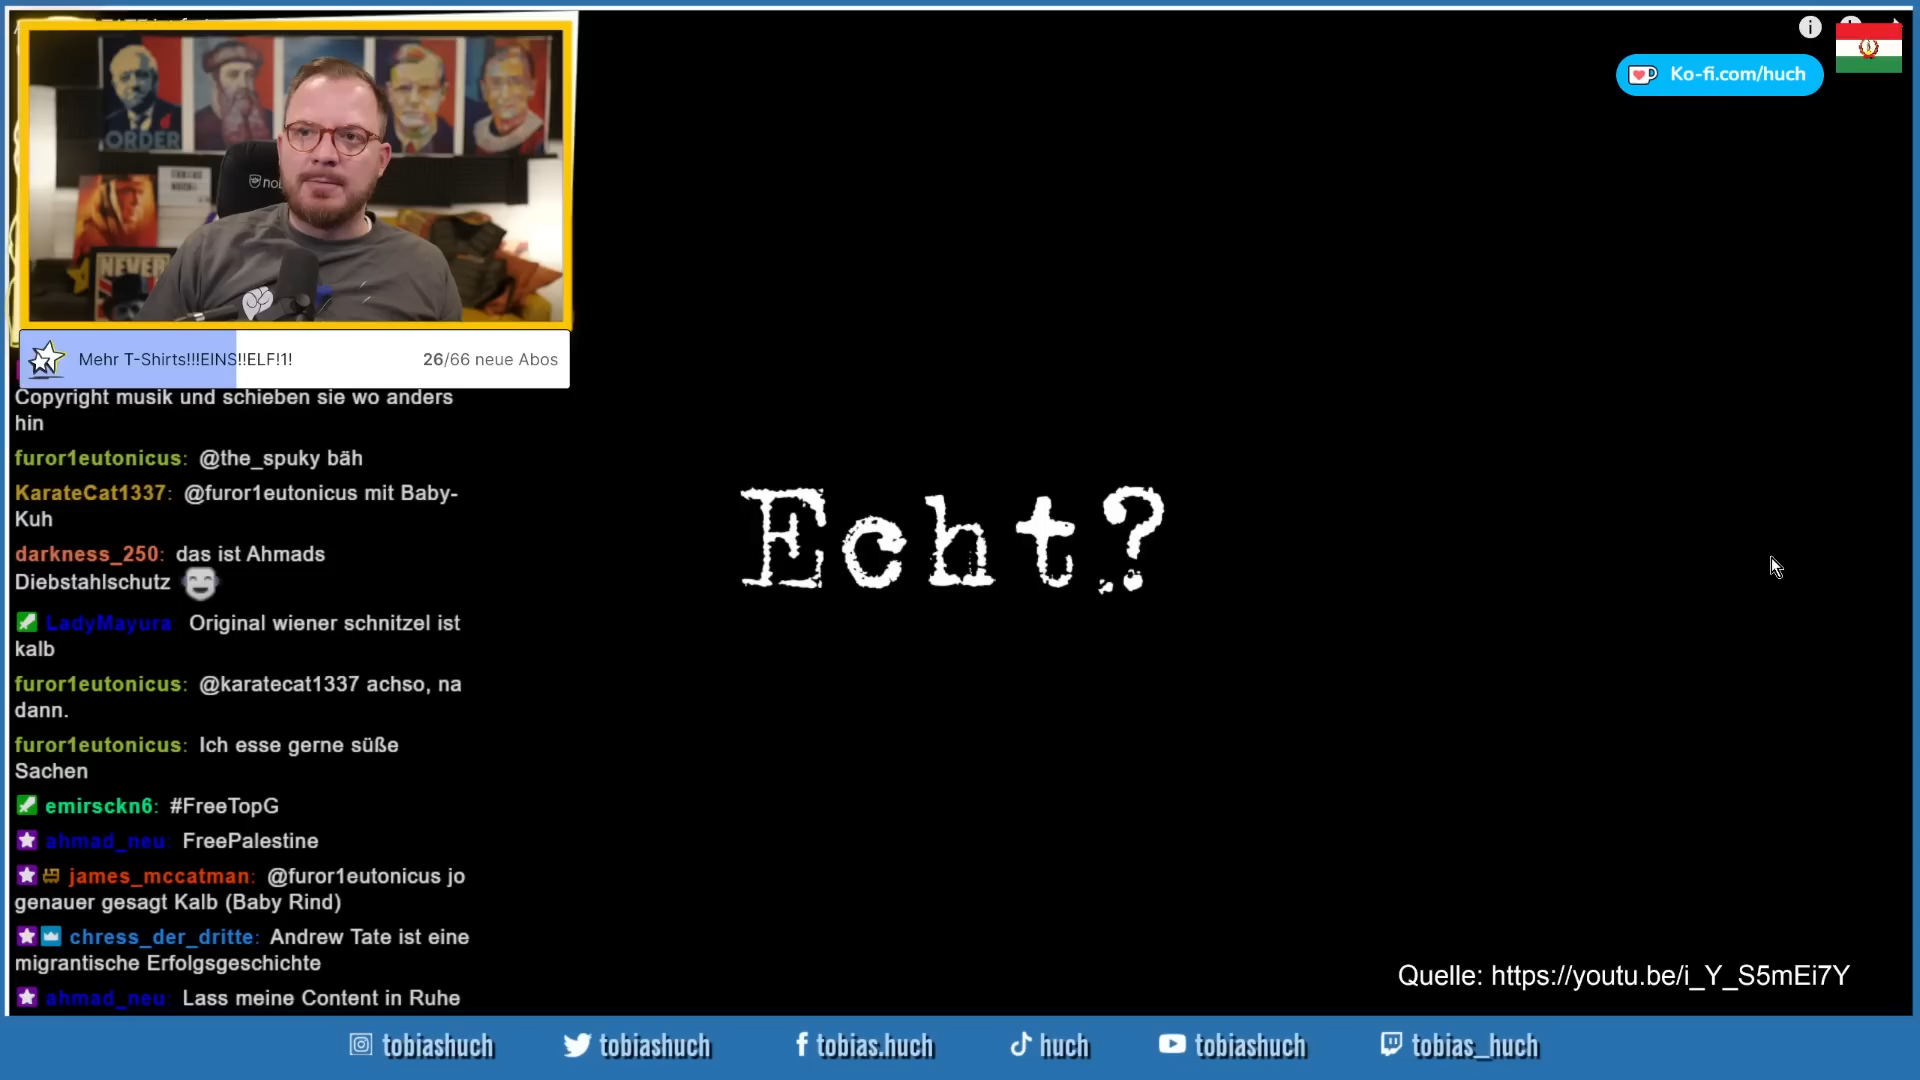 ORDER
NEVER
Mehr T-Shirts!!!EINS!!ELF!1!
26/66 neue Abos
Copyright musik und schieben sie wo anders
hin
furor1eutonicus: @the_spuky bäh
KarateCat1337: @furor1eutonicus mit Baby-
Kuh
darkness_250: das ist Ahmads
Diebstahlschutz
LadyMayura: Original wiener schnitzel ist
kalb
furor1eutonicus: @karatecat1337 achso, na
dann.
furor1eutonicus: Ich esse gerne süße
Sachen
emirsckn6: #FreeTopG
ahmad_neu: FreePalestine
james_mccatman: @furor1eutonicus jo
genauer gesagt Kalb (Baby Rind)
chress_der_dritte: Andrew Tate ist eine
migrantische Erfolgsgeschichte
ahmad_neu: Lass meine Content in Ruhe
Echt?
Ko-fi.com/huch
Quelle: https://youtu.be/i_Y_S5mEi7Y
tobiashuch
tobiashuch
tobias.huch
huch
tobiashuch
tobias_huch